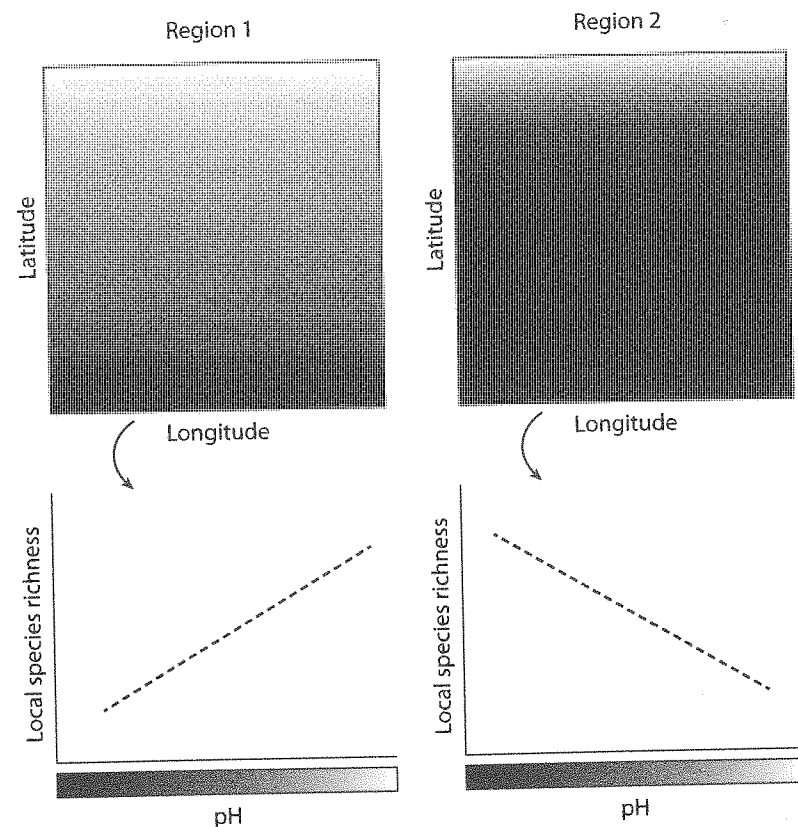 Region 1
Region 2
Latitude
Latitude
Longitude
Longitude
Local species richness
Local species richness
pH
pH